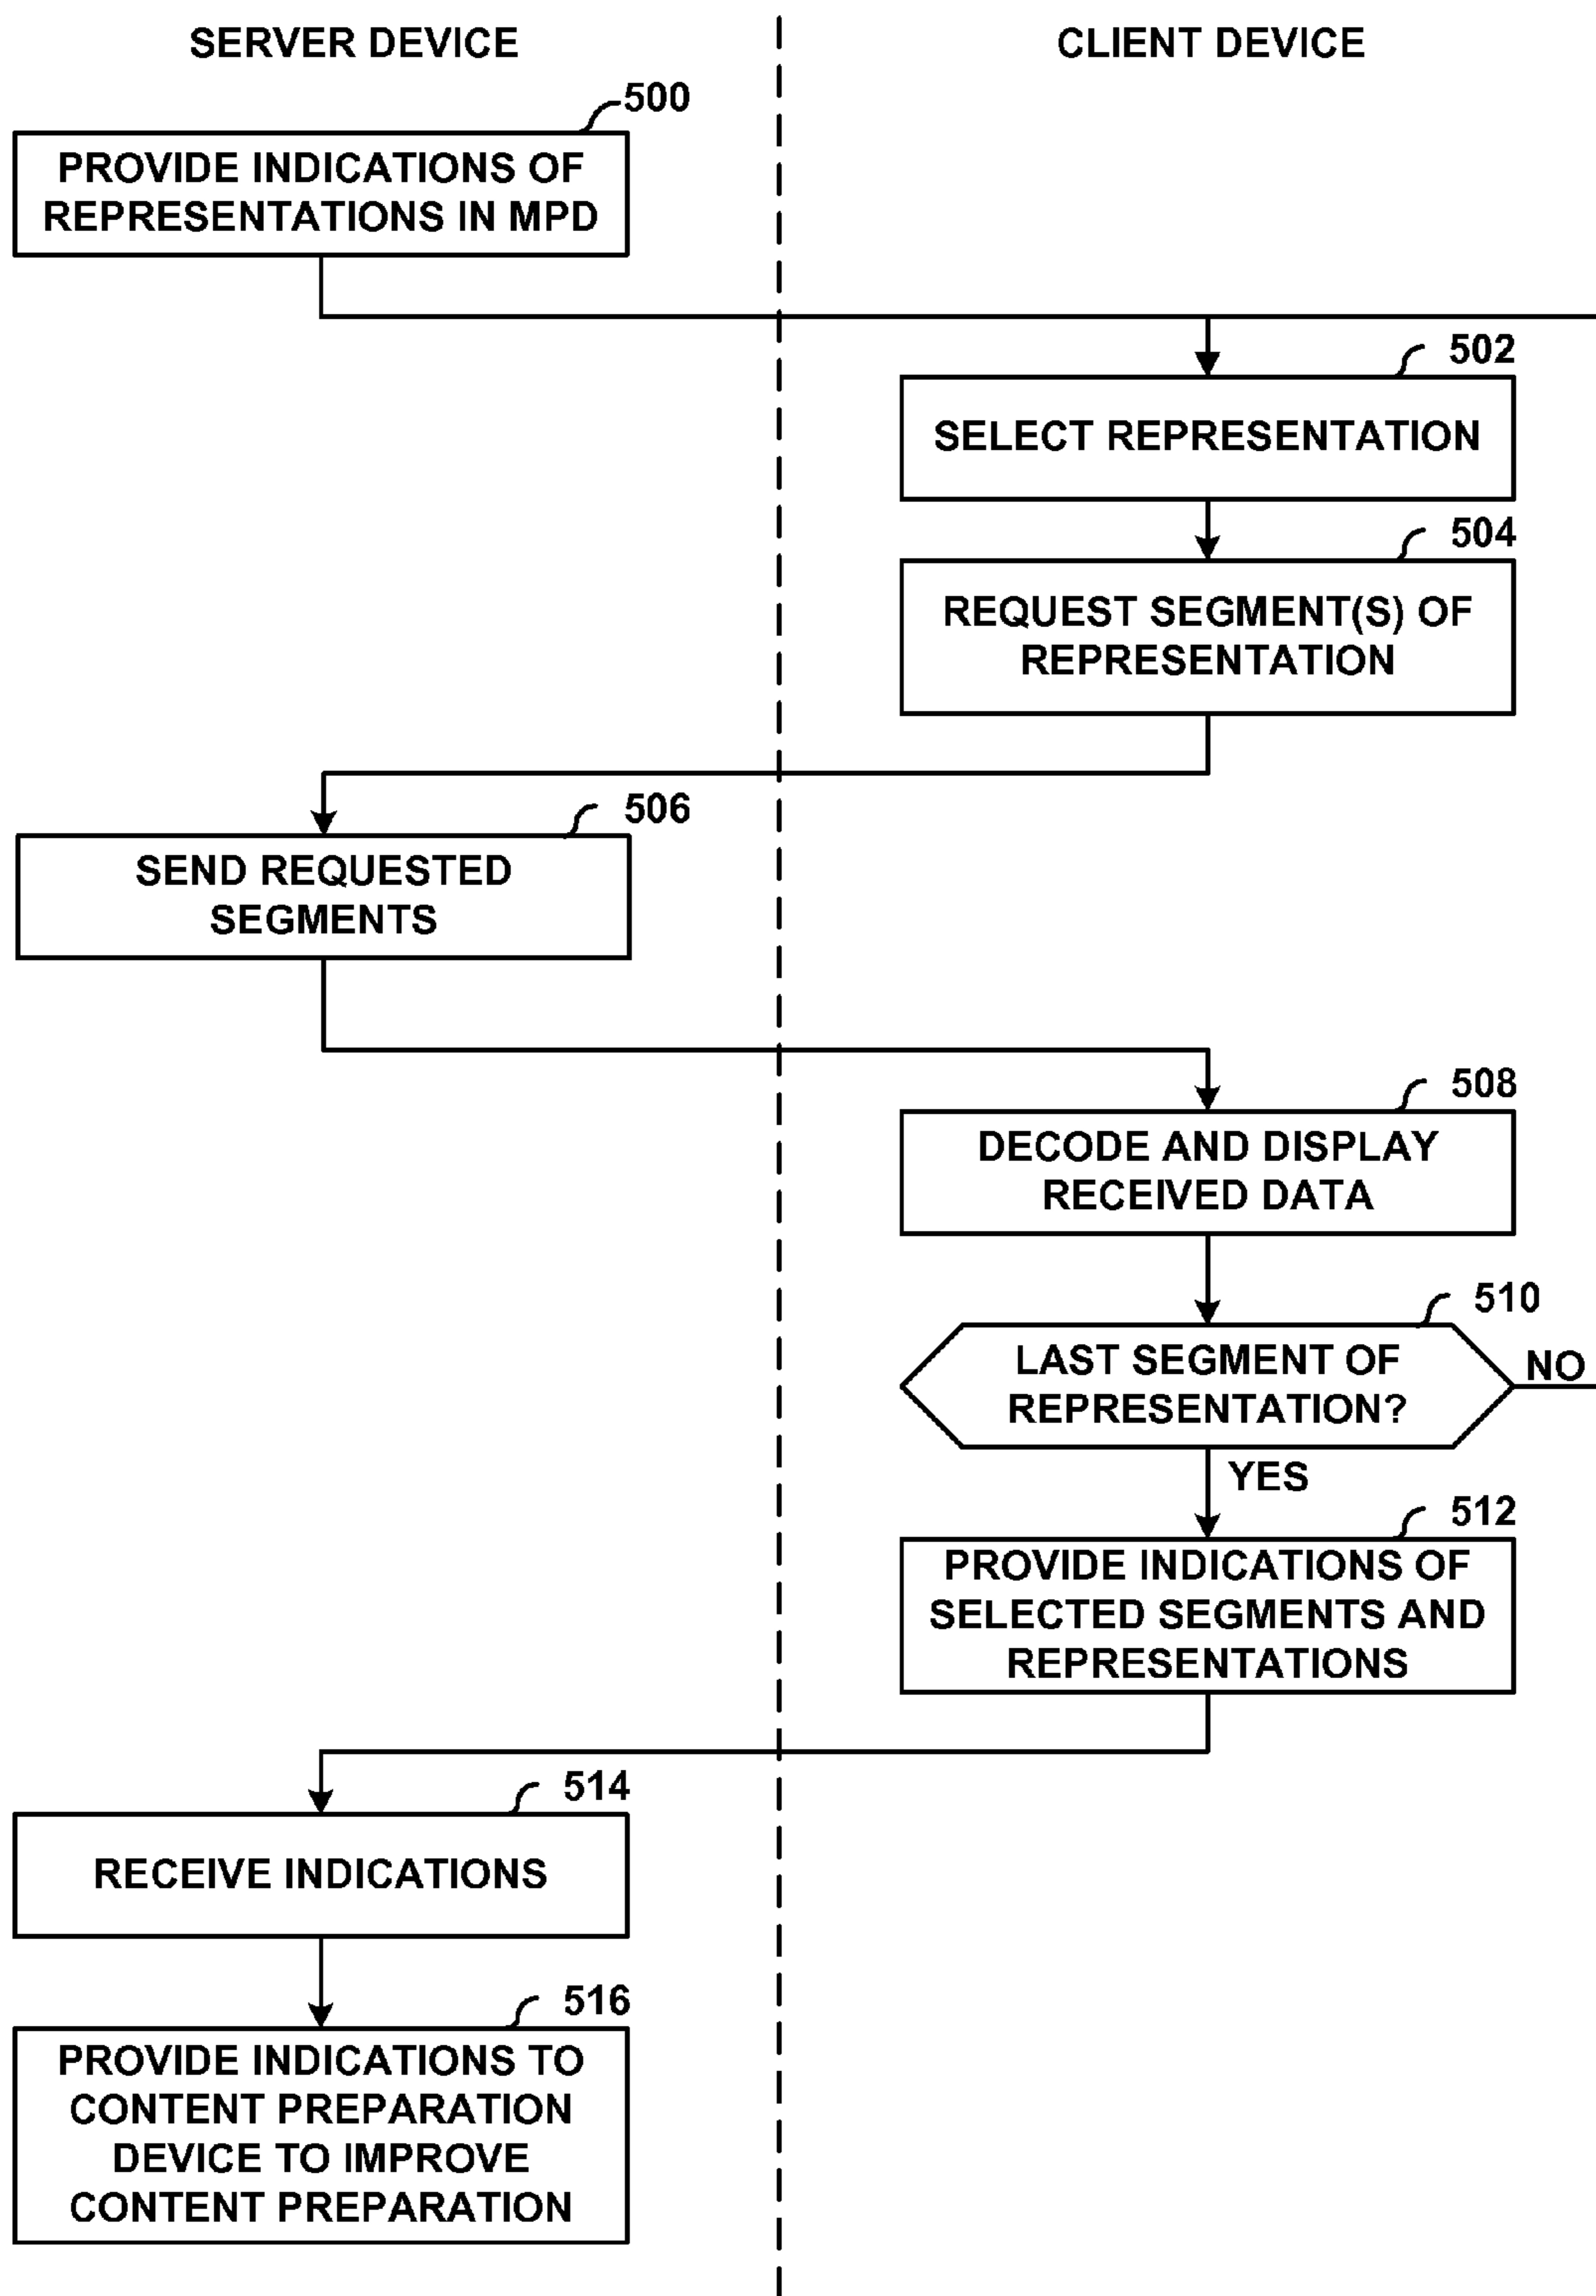 SERVER DEVICE
CLIENT DEVICE
500
PROVIDE INDICATIONS OF
REPRESENTATIONS IN MPD
502
SELECT REPRESENTATION
504
REQUEST SEGMENT(S) OF
REPRESENTATION
506
SEND REQUESTED
SEGMENTS
508
DECODE AND DISPLAY
RECEIVED DATA
510
LAST SEGMENT OF
REPRESENTATION?
NO
YES
512
PROVIDE INDICATIONS OF
SELECTED SEGMENTS AND
REPRESENTATIONS
514
RECEIVE INDICATIONS
516
PROVIDE INDICATIONS TO
CONTENT PREPARATION
DEVICE TO IMPROVE
CONTENT PREPARATION